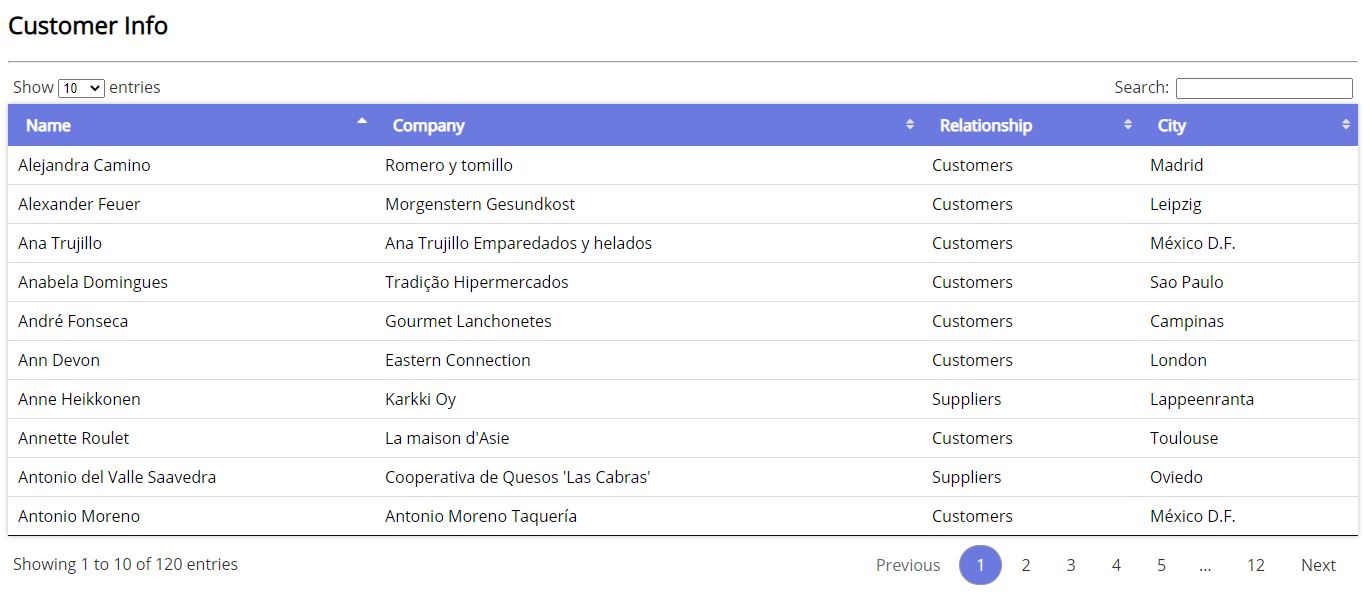 Customer Info
Show 10 entries Search:
Name Company Relationship City
Alejandra Camino Romero y tomillo Customers Madrid
Alexander Feuer Morgenstern Gesundkost Customers Leipzig
Ana Trujillo Ana Trujillo Emparedados y helados Customers México D.F.
Anabela Domingues Tradição Hipermercados Customers Sao Paulo
André Fonseca Gourmet Lanchonetes Customers Campinas
Ann Devon Eastern Connection Customers London
Anne Heikkonen Karkki Oy Suppliers Lappeenranta
Annette Roulet La maison d'Asie Customers Toulouse
Antonio del Valle Saavedra Cooperativa de Quesos 'Las Cabras' Suppliers Oviedo
Antonio Moreno Antonio Moreno Taquería Customers México D.F.
Showing 1 to 10 of 120 entries Previous 1 2 3 4 5 ... 12 Next